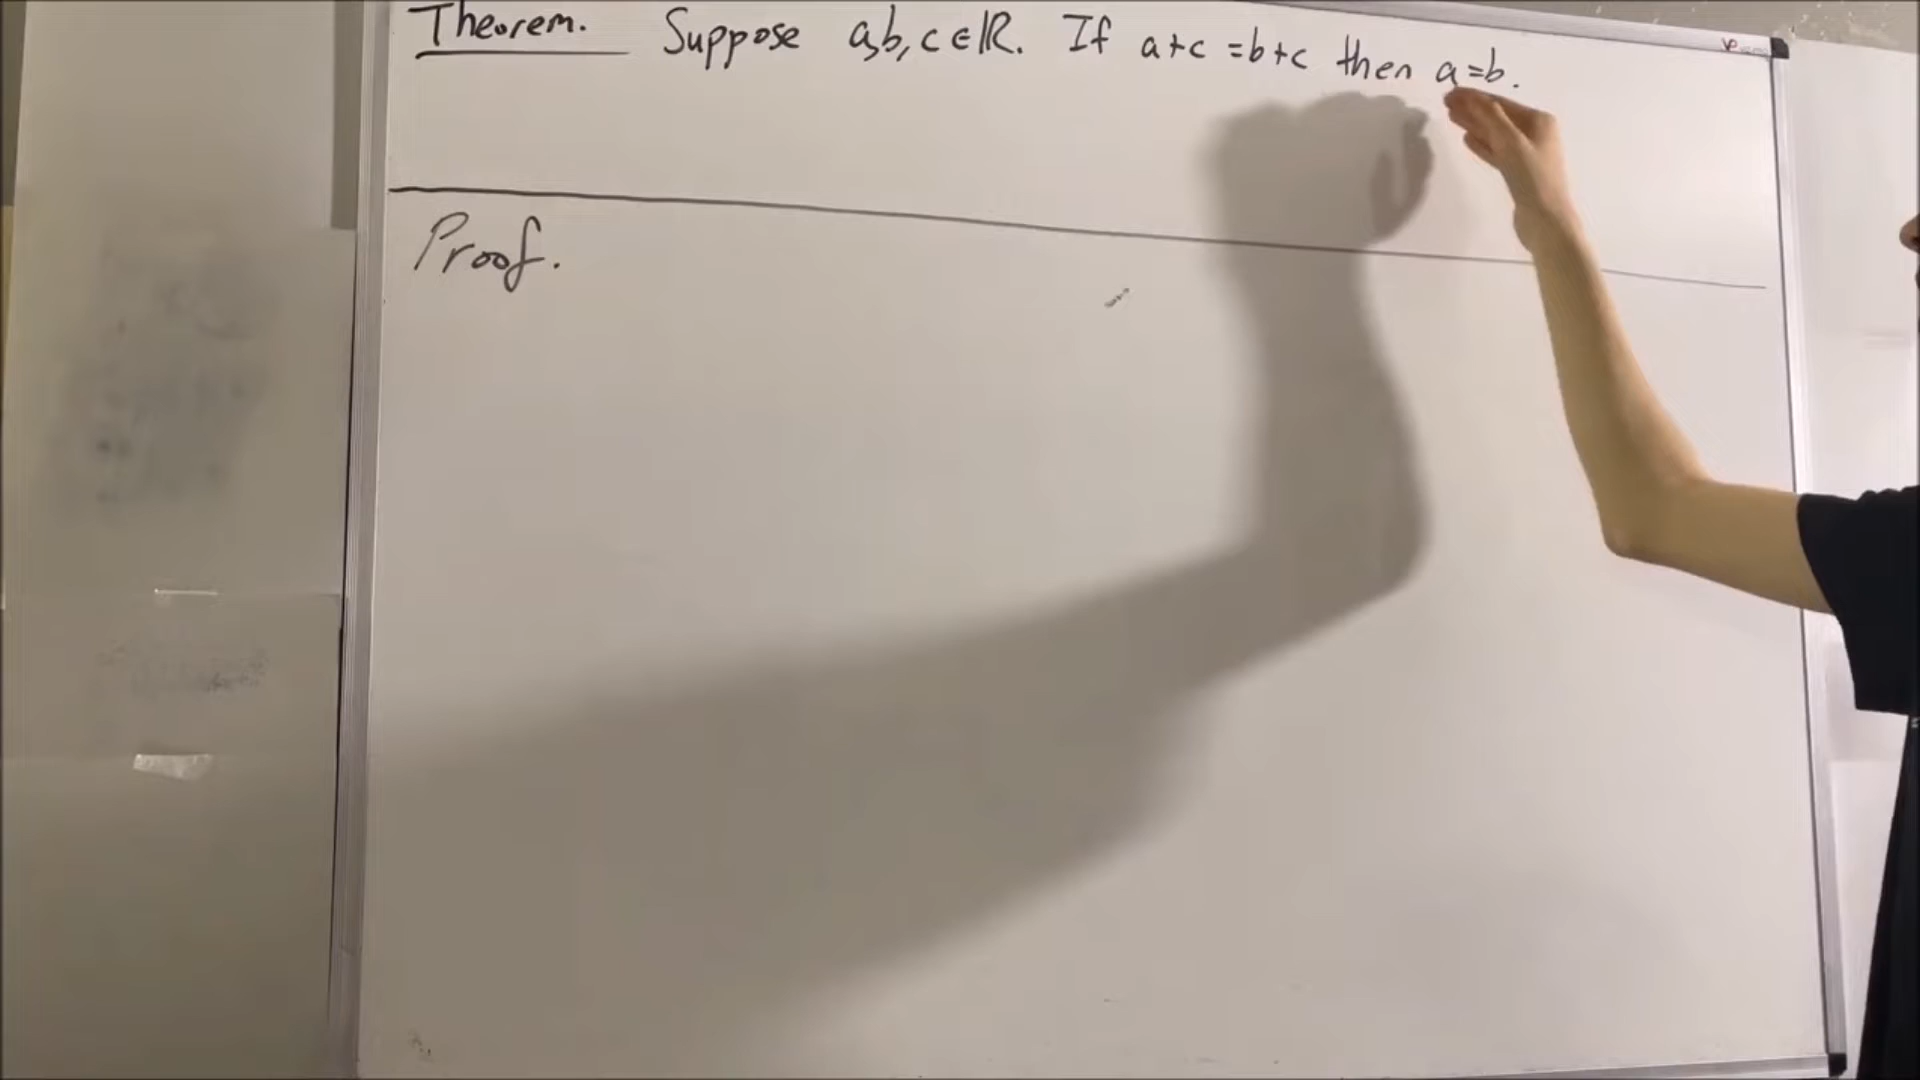 Theorem. Suppose a,b,c∈ℝ. If a+c=b+c then a=b.
Proof.